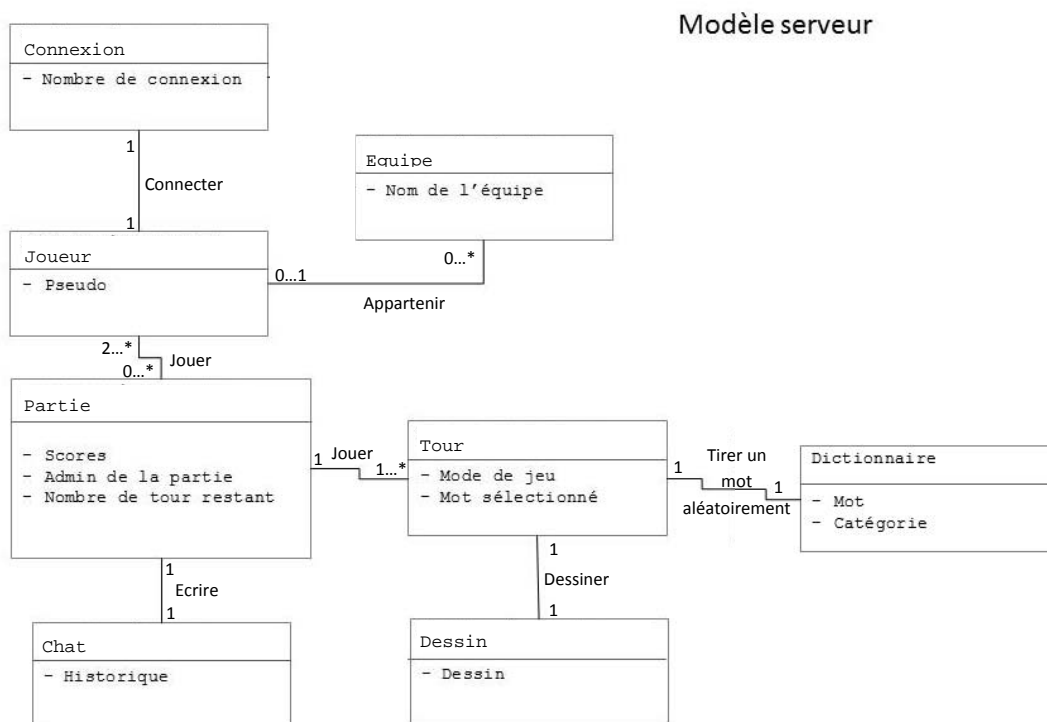 Modèle serveur
Connexion
- Nombre de connexion
1
Connecter
1
Equipe
- Nom de l'équipe
0...*
Joueur
- Pseudo
0...1
Appartenir
2...*
Jouer
0...*
Partie
- Scores
- Admin de la partie
- Nombre de tour restant
1
Jouer
1...*
Tour
- Mode de jeu
- Mot sélectionné
1
Tirer un
mot
aléatoirement
1
Dictionnaire
- Mot
- Catégorie
1
Ecrire
1
Chat
- Historique
1
Dessiner
1
Dessin
- Dessin